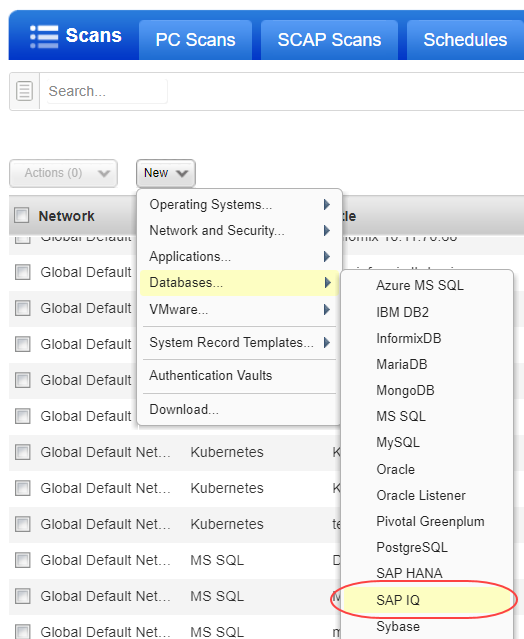 Scans
PC Scans
SCAP Scans
Schedules
Search...
Actions (0)
New
Network
Operating Systems...
Network and Security...
Applications...
Databases...
VMware...
System Record Templates...
Authentication Vaults
Download...
Azure MS SQL
IBM DB2
InformixDB
MariaDB
MongoDB
MS SQL
MySQL
Oracle
Oracle Listener
Pivotal Greenplum
PostgreSQL
SAP HANA
SAP IQ
Sybase
Global Default
Global Default
Global Default
Global Default
Global Default
Global Default
Global Default Net... Kubernetes
Global Default Net... Kubernetes
Global Default Net... Kubernetes
Global Default Net... MS SQL
Global Default Net... MS SQL
Global Default Net... MS SQL